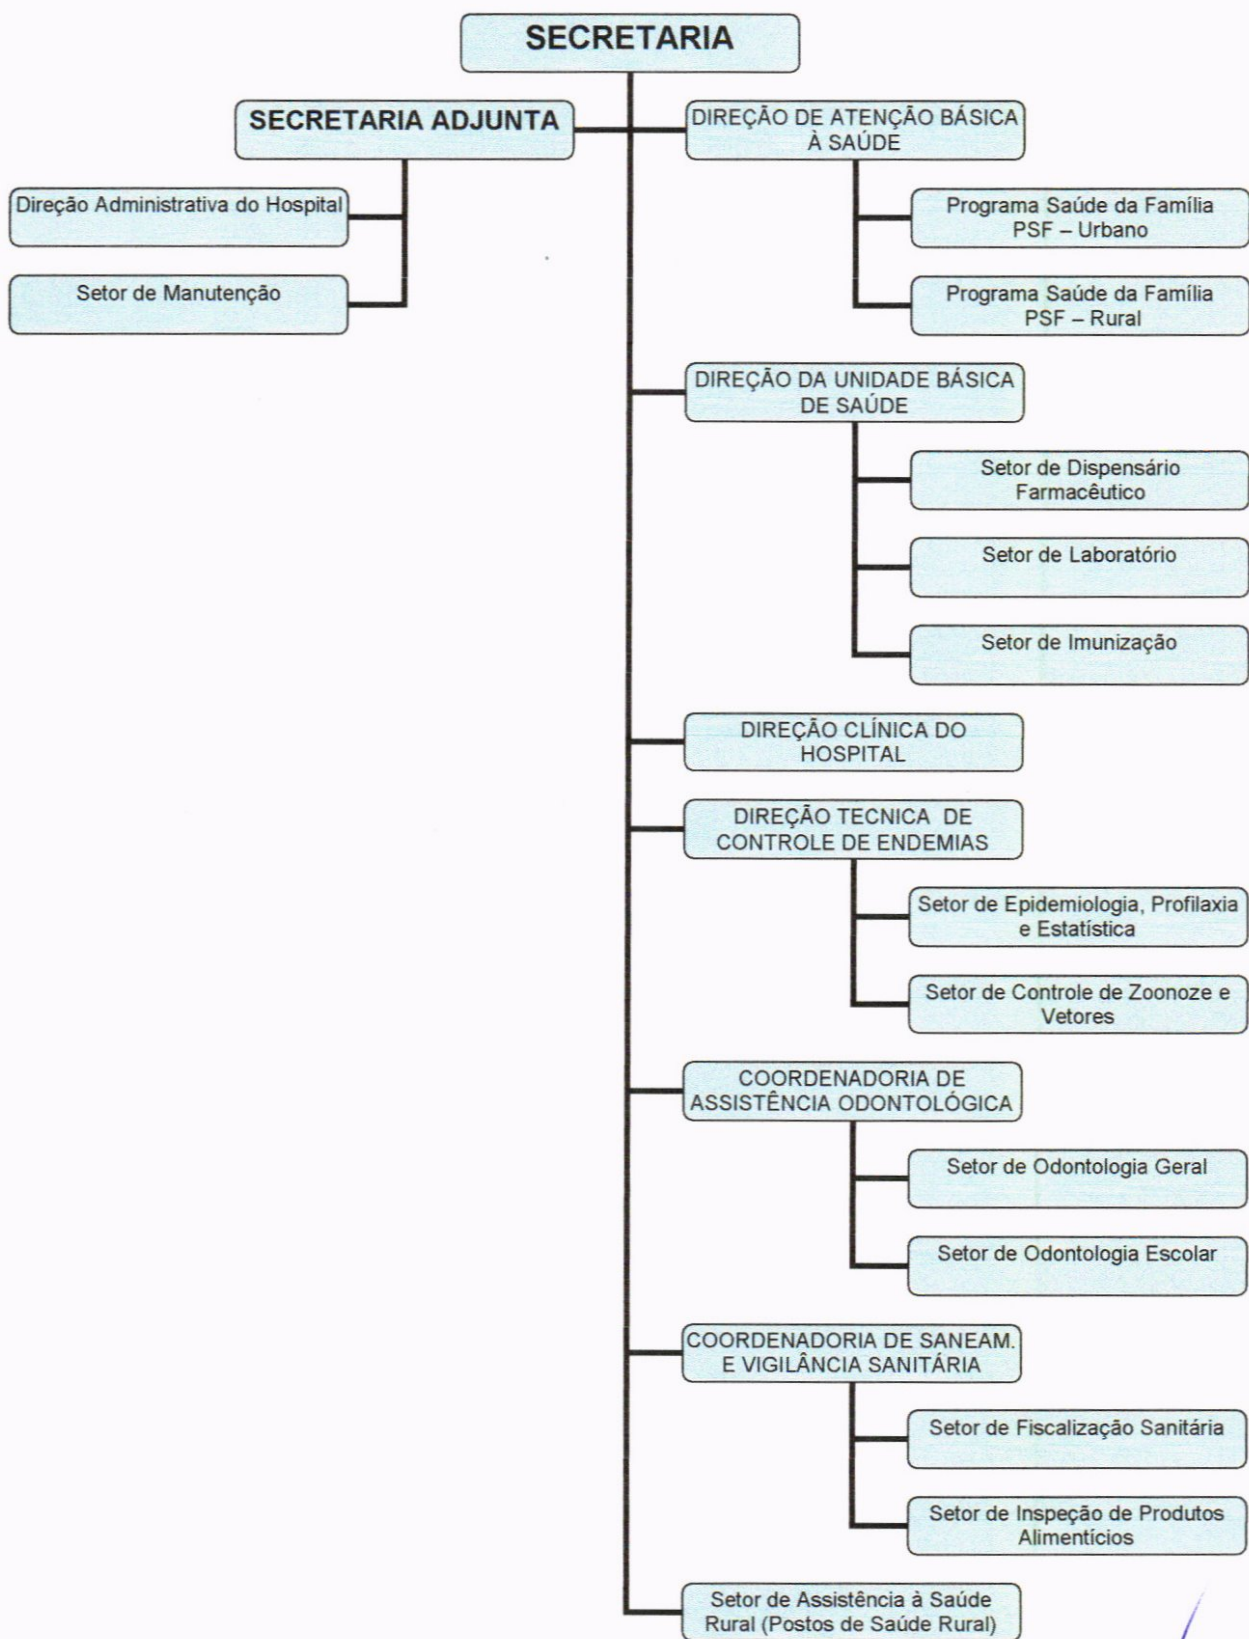 SECRETARIA
SECRETARIA ADJUNTA
Direção Administrativa do Hospital
Setor de Manutenção
DIREÇÃO DE ATENÇÃO BÁSICA
À SAÚDE
Programa Saúde da Família
PSF – Urbano
Programa Saúde da Família
PSF – Rural
DIREÇÃO DA UNIDADE BÁSICA
DE SAÚDE
Setor de Dispensário
Farmacêutico
Setor de Laboratório
Setor de Imunização
DIREÇÃO CLÍNICA DO
HOSPITAL
DIREÇÃO TECNICA DE
CONTROLE DE ENDEMIAS
Setor de Epidemiologia, Profilaxia
e Estatística
Setor de Controle de Zoonoze e
Vetores
COORDENADORIA DE
ASSISTÊNCIA ODONTOLÓGICA
Setor de Odontologia Geral
Setor de Odontologia Escolar
COORDENADORIA DE SANEAM.
E VIGILÂNCIA SANITÁRIA
Setor de Fiscalização Sanitária
Setor de Inspeção de Produtos
Alimentícios
Setor de Assistência à Saúde
Rural (Postos de Saúde Rural)